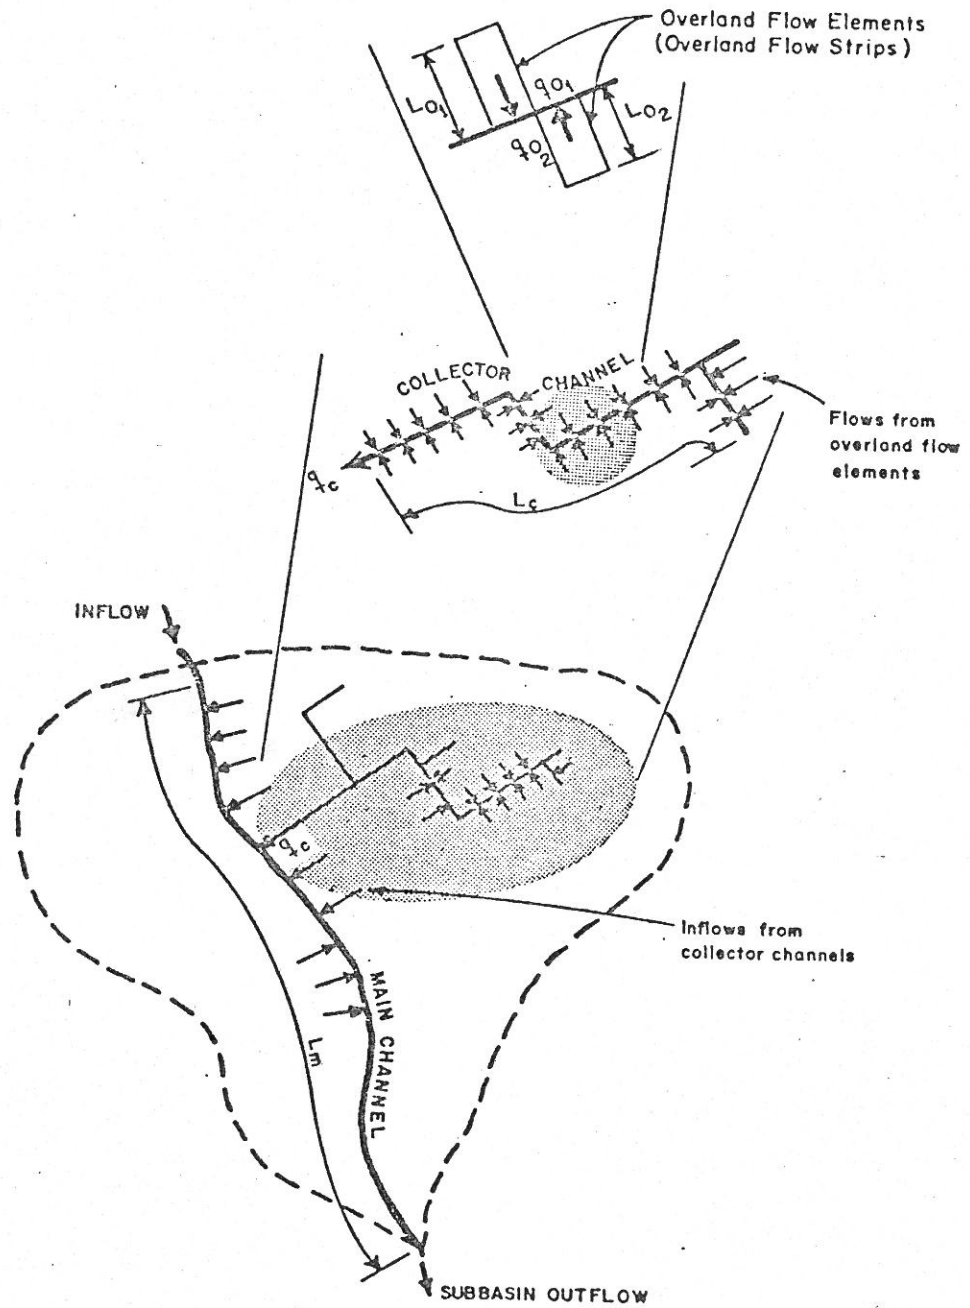 Overland Flow Elements
(Overland Flow Strips)
LO1
qO1
LO2
qO2
COLLECTOR CHANNEL
Flows from
overland flow
elements
qc
Lc
INFLOW
qc
Inflows from
collector channels
MAIN CHANNEL
Lm
SUBBASIN OUTFLOW